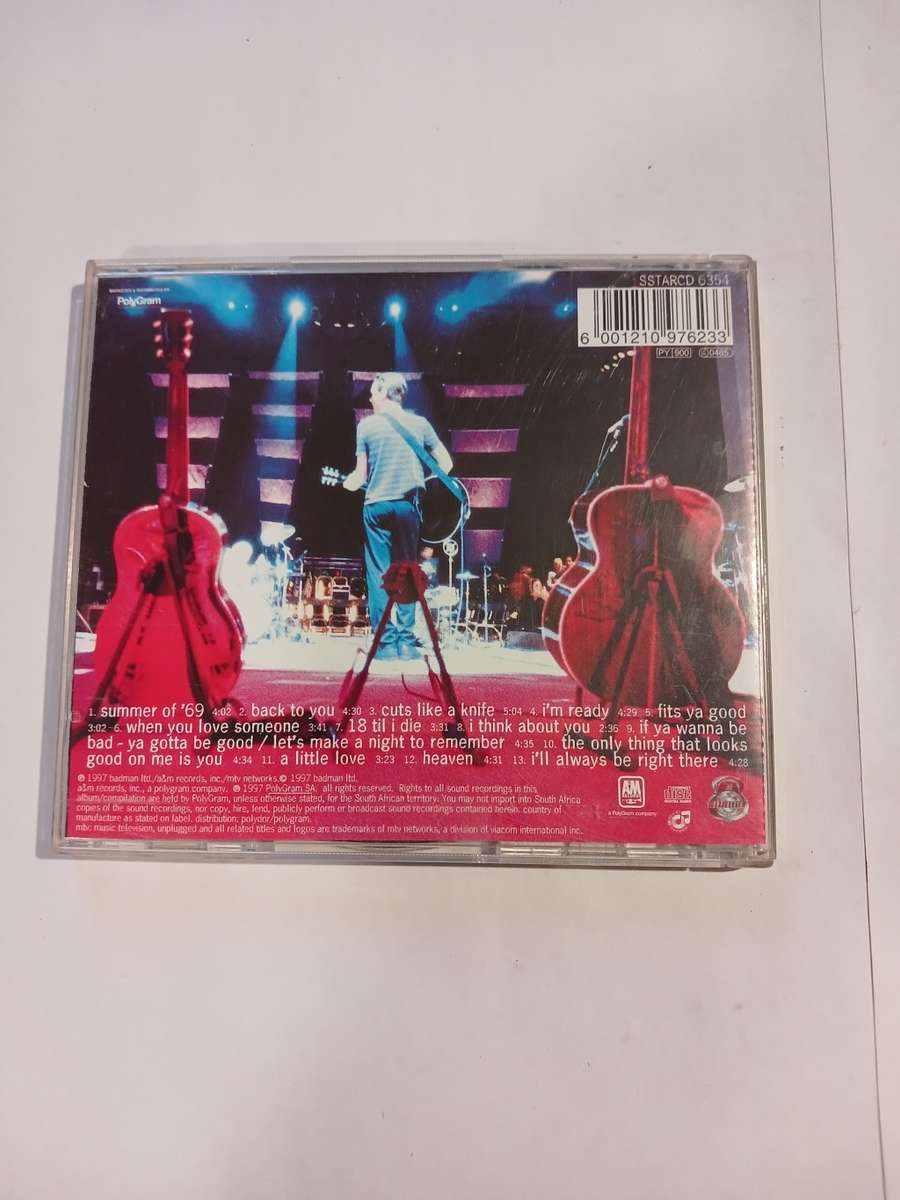 MARKETED & DISTRIBUTED BY
PolyGram
SSTARCD 6354
6 001210 976233
PY 900 Ⓛ0485
1. summer of '69 4:02 2. back to you 4:30 3. cuts like a knife 5:04 4. i'm ready 4:29 5. fits ya good
3:02 6. when you love someone 3:41 7. 18 til i die 3:31 8. i think about you 2:36 9. if ya wanna be
bad - ya gotta be good / let's make a night to remember 4:35 10. the only thing that looks
good on me is you 4:34 11. a little love 3:23 12. heaven 4:31 13. i'll always be right there 4:28
℗ 1997 badman ltd./a&m records, inc./mtv networks.© 1997 badman ltd.
a&m records, inc., a polygram company. ℗ 1997 PolyGram SA. all rights reserved. Rights to all sound recordings in this
album/compilation are held by PolyGram, unless otherwise stated, for the South African territory. You may not import into South Africa
copies of the sound recordings, nor copy, hire, lend, publicly perform or broadcast sound recordings contained herein. country of
manufacture as stated on label. distribution: polydor/polygram.
mtv: music television, unplugged and all related titles and logos are trademarks of mtv networks, a division of viacom international inc.
AM
a PolyGram company
COMPACT disc DIGITAL AUDIO